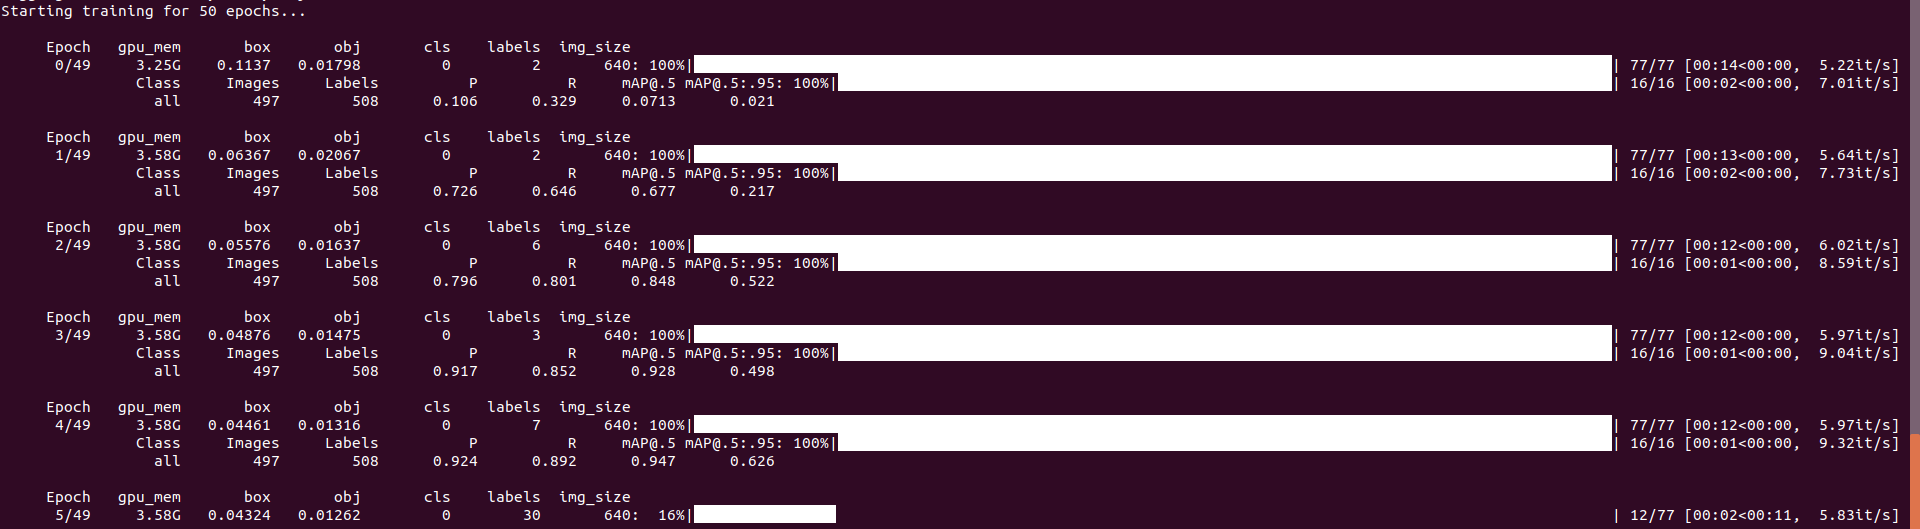 Starting training for 50 epochs...
Epoch gpu_mem box obj cls labels img_size
0/49 3.25G 0.1137 0.01798 0 2 640: 100%| | 77/77 [00:14<00:00, 5.22it/s]
Class Images Labels P R mAP@.5 mAP@.5:.95: 100%| | 16/16 [00:02<00:00, 7.01it/s]
all 497 508 0.106 0.329 0.0713 0.021
Epoch gpu_mem box obj cls labels img_size
1/49 3.58G 0.06367 0.02067 0 2 640: 100%| | 77/77 [00:13<00:00, 5.64it/s]
Class Images Labels P R mAP@.5 mAP@.5:.95: 100%| | 16/16 [00:02<00:00, 7.73it/s]
all 497 508 0.726 0.646 0.677 0.217
Epoch gpu_mem box obj cls labels img_size
2/49 3.58G 0.05576 0.01637 0 6 640: 100%| | 77/77 [00:12<00:00, 6.02it/s]
Class Images Labels P R mAP@.5 mAP@.5:.95: 100%| | 16/16 [00:01<00:00, 8.59it/s]
all 497 508 0.796 0.801 0.848 0.522
Epoch gpu_mem box obj cls labels img_size
3/49 3.58G 0.04876 0.01475 0 3 640: 100%| | 77/77 [00:12<00:00, 5.97it/s]
Class Images Labels P R mAP@.5 mAP@.5:.95: 100%| | 16/16 [00:01<00:00, 9.04it/s]
all 497 508 0.917 0.852 0.928 0.498
Epoch gpu_mem box obj cls labels img_size
4/49 3.58G 0.04461 0.01316 0 7 640: 100%| | 77/77 [00:12<00:00, 5.97it/s]
Class Images Labels P R mAP@.5 mAP@.5:.95: 100%| | 16/16 [00:01<00:00, 9.32it/s]
all 497 508 0.924 0.892 0.947 0.626
Epoch gpu_mem box obj cls labels img_size
5/49 3.58G 0.04324 0.01262 0 30 640: 16%| | 12/77 [00:02<00:11, 5.83it/s]